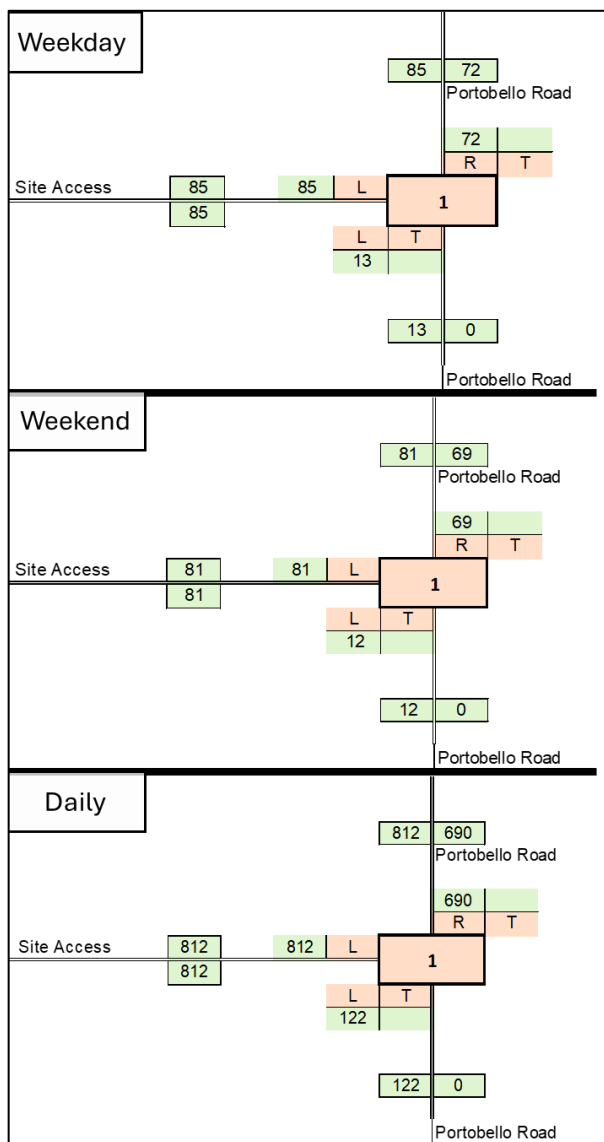 Weekday
85 72
Portobello Road
72
R T
Site Access 85 85 L
1
85
L T
13
13 0
Portobello Road
Weekend
81 69
Portobello Road
69
R T
Site Access 81 81 L
1
81
L T
12
12 0
Portobello Road
Daily
812 690
Portobello Road
690
R T
Site Access 812 812 L
1
812
L T
122
122 0
Portobello Road